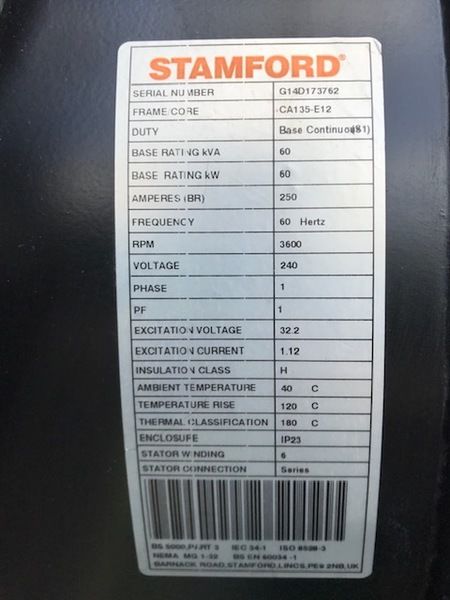 STAMFORD®
SERIAL NUMBER G14D173762
FRAME/CORE CA135-E12
DUTY Base Continuous(S1)
BASE RATING kVA 60
BASE RATING kW 60
AMPERES (BR) 250
FREQUENCY 60 Hertz
RPM 3600
VOLTAGE 240
PHASE 1
PF 1
EXCITATION VOLTAGE 32.2
EXCITATION CURRENT 1.12
INSULATION CLASS H
AMBIENT TEMPERATURE 40 C
TEMPERATURE RISE 120 C
THERMAL CLASSIFICATION 180 C
ENCLOSURE IP23
STATOR WINDING 6
STATOR CONNECTION Series
BS 5000,PART 3 IEC 34-1 ISO 8528-3
NEMA MG 1-32 BS EN 60034-1
BARNACK ROAD,STAMFORD,LINCS,PE9 2NB,UK